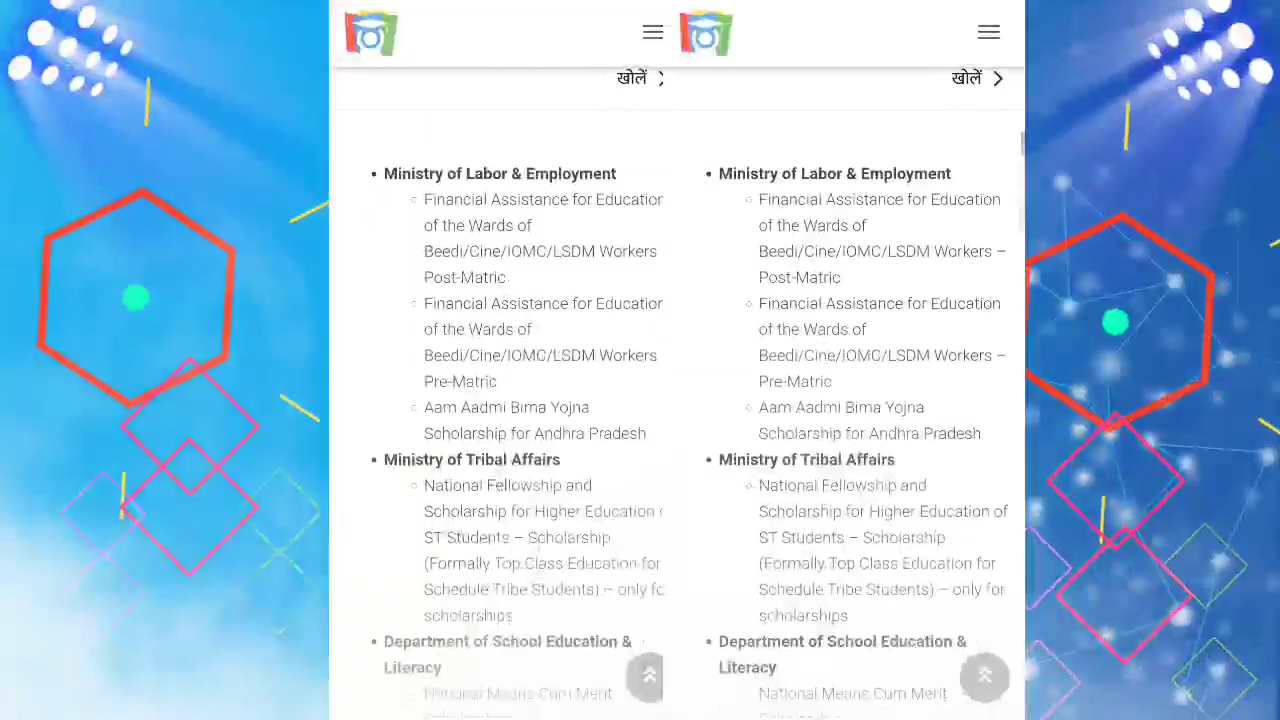 खोलें
Ministry of Labor & Employment
Financial Assistance for Education
of the Wards of
Beedi/Cine/IOMC/LSDM Workers
Post-Matric
Financial Assistance for Education
of the Wards of
Beedi/Cine/IOMC/LSDM Workers
Pre-Matric
Aam Aadmi Bima Yojna
Scholarship for Andhra Pradesh
Ministry of Tribal Affairs
National Fellowship and
Scholarship for Higher Education
ST Students – Scholarship
(Formally Top Class Education for
Schedule Tribe Students) – only
scholarships
Department of School Education &
Literacy
National Means Cum Merit
खोलें
Ministry of Labor & Employment
Financial Assistance for Education
of the Wards of
Beedi/Cine/IOMC/LSDM Workers –
Post-Matric
Financial Assistance for Education
of the Wards of
Beedi/Cine/IOMC/LSDM Workers –
Pre-Matric
Aam Aadmi Bima Yojna
Scholarship for Andhra Pradesh
Ministry of Tribal Affairs
National Fellowship and
Scholarship for Higher Education of
ST Students – Scholarship
(Formally Top Class Education for
Schedule Tribe Students) – only for
scholarships
Department of School Education &
Literacy
National Means Cum Merit